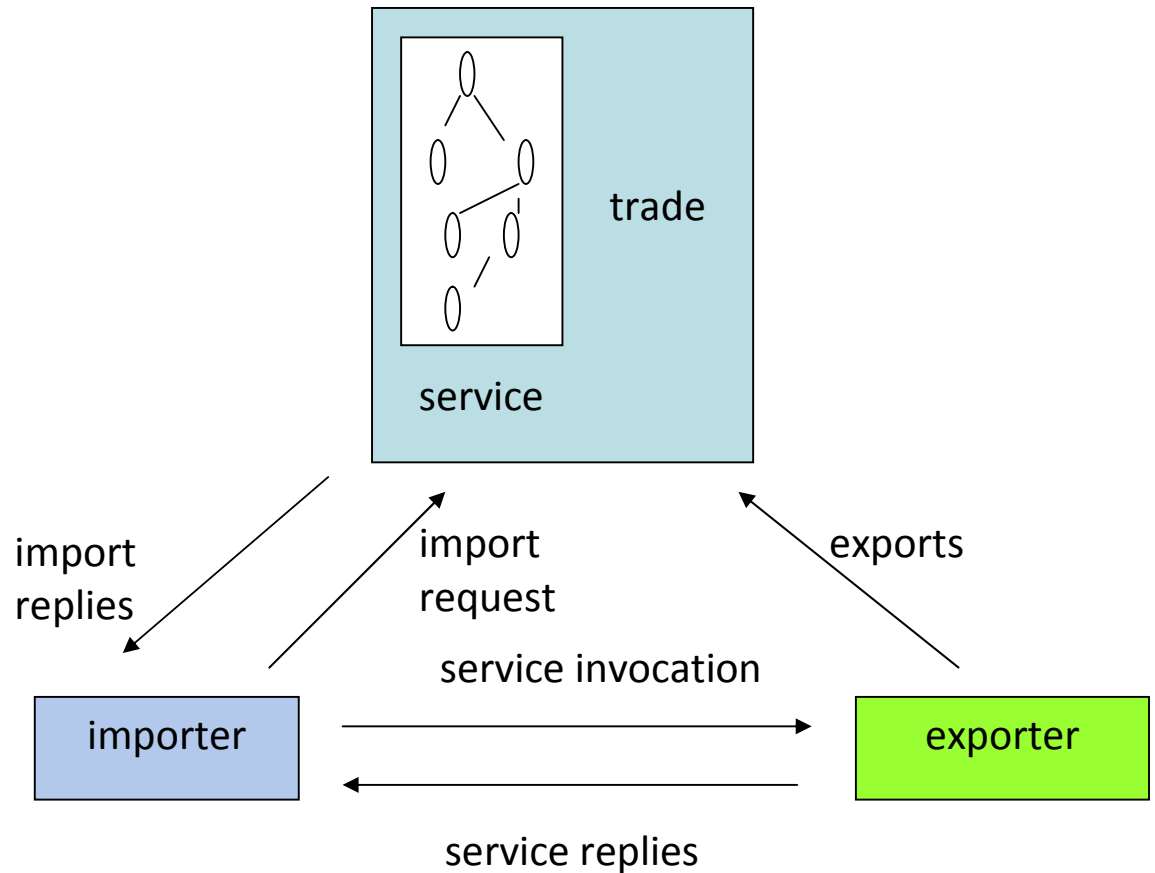 trade
service
import
replies
import
request
exports
service invocation
importer
exporter
service replies